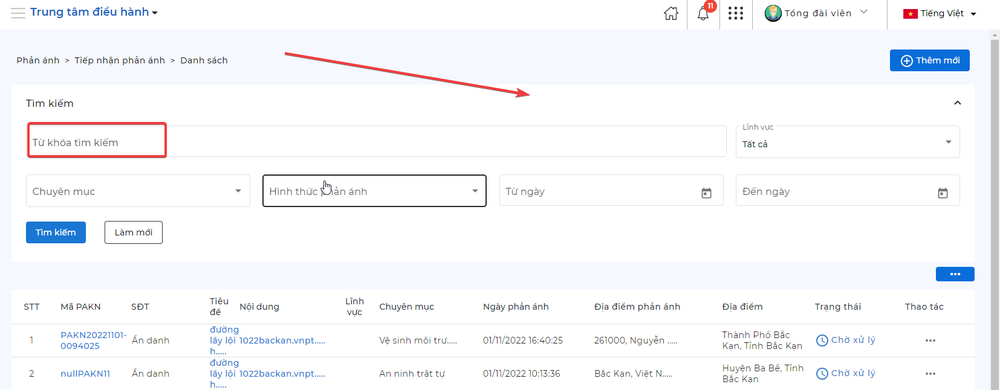 Trung tâm điều hành
11
Tổng đài viên
Tiếng Việt
Phản ánh > Tiếp nhận phản ánh > Danh sách
Thêm mới
Tìm kiếm
Từ khóa tìm kiếm
Lĩnh vực
Tất cả
Chuyên mục
Hình thức phản ánh
Từ ngày
Đến ngày
Tìm kiếm
Làm mới
STT
Mã PAKN
SĐT
Tiêu
đề
Nội dung
Lĩnh
vực
Chuyên mục
Ngày phản ánh
Địa điểm phản ánh
Địa điểm
Trạng thái
Thao tác
1
PAKN20221101-
0094025
Ẩn danh
đường
lầy lội
h.....
1022backan.vnpt.....
Vệ sinh môi trư.....
01/11/2022 16:40:25
261000, Nguyễn .....
Thành Phố Bắc
Kạn, Tỉnh Bắc Kạn
Chờ xử lý
2
nullPAKN11
Ẩn danh
đường
lầy lội
h.....
1022backan.vnpt.....
An ninh trật tự
01/11/2022 10:13:36
Bắc Kạn, Việt N.....
Huyện Ba Bể, Tỉnh
Bắc Kạn
Chờ xử lý